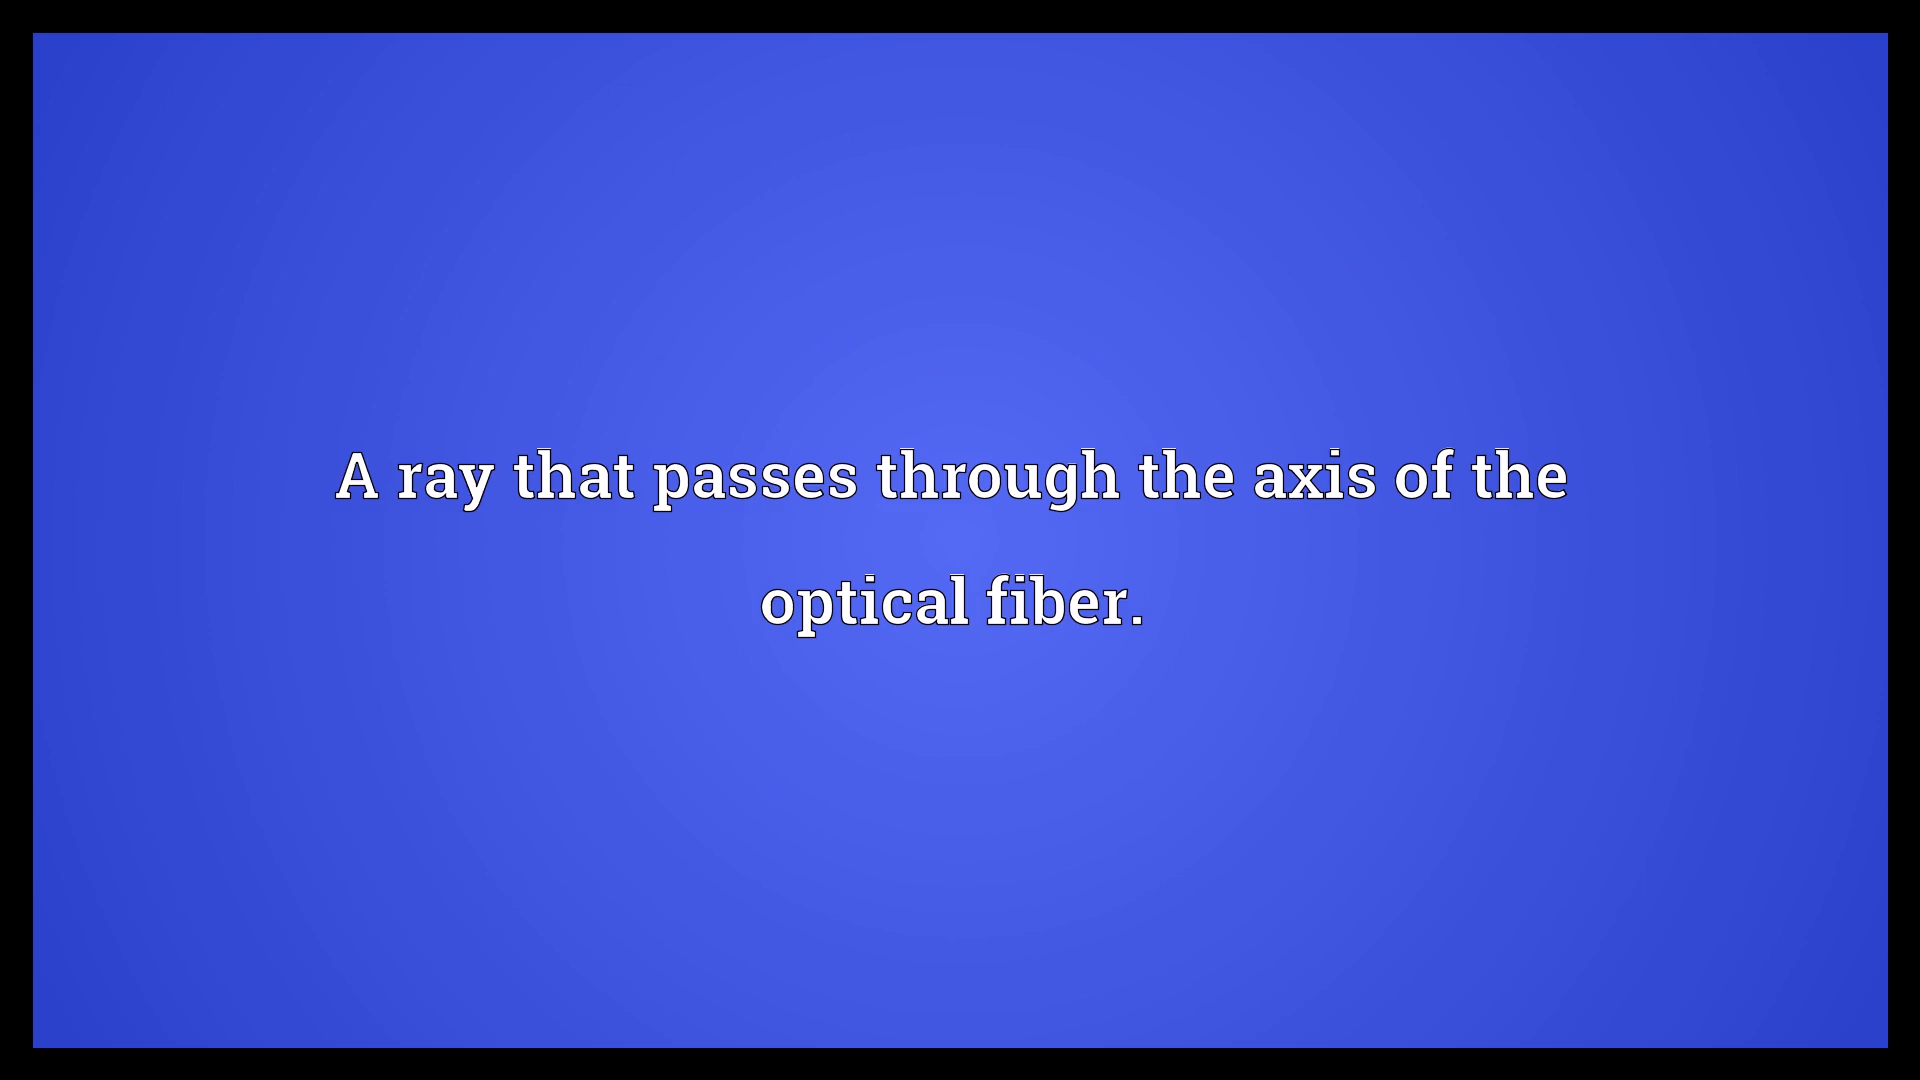 A ray that passes through the axis of the
optical fiber.